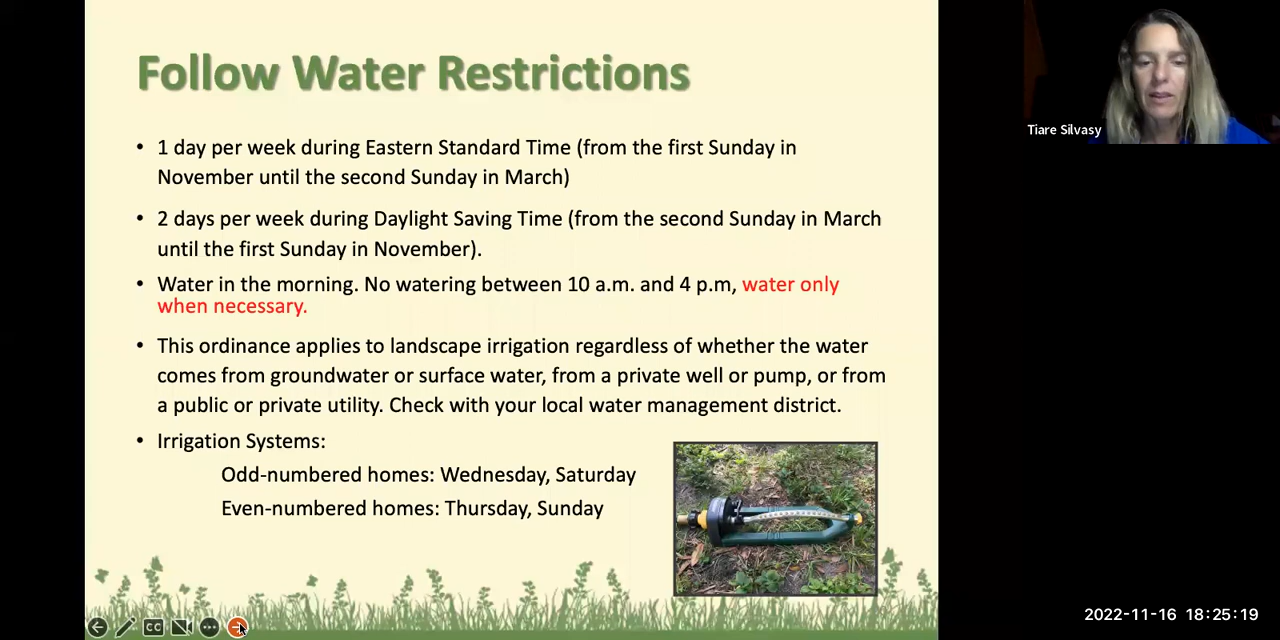 Follow Water Restrictions
• 1 day per week during Eastern Standard Time (from the first Sunday in
November until the second Sunday in March)
• 2 days per week during Daylight Saving Time (from the second Sunday in March
until the first Sunday in November).
• Water in the morning. No watering between 10 a.m. and 4 p.m, water only
when necessary.
• This ordinance applies to landscape irrigation regardless of whether the water
comes from groundwater or surface water, from a private well or pump, or from
a public or private utility. Check with your local water management district.
• Irrigation Systems:
Odd-numbered homes: Wednesday, Saturday
Even-numbered homes: Thursday, Sunday
CC
Tiare Silvasy
2022-11-16 18:25:19